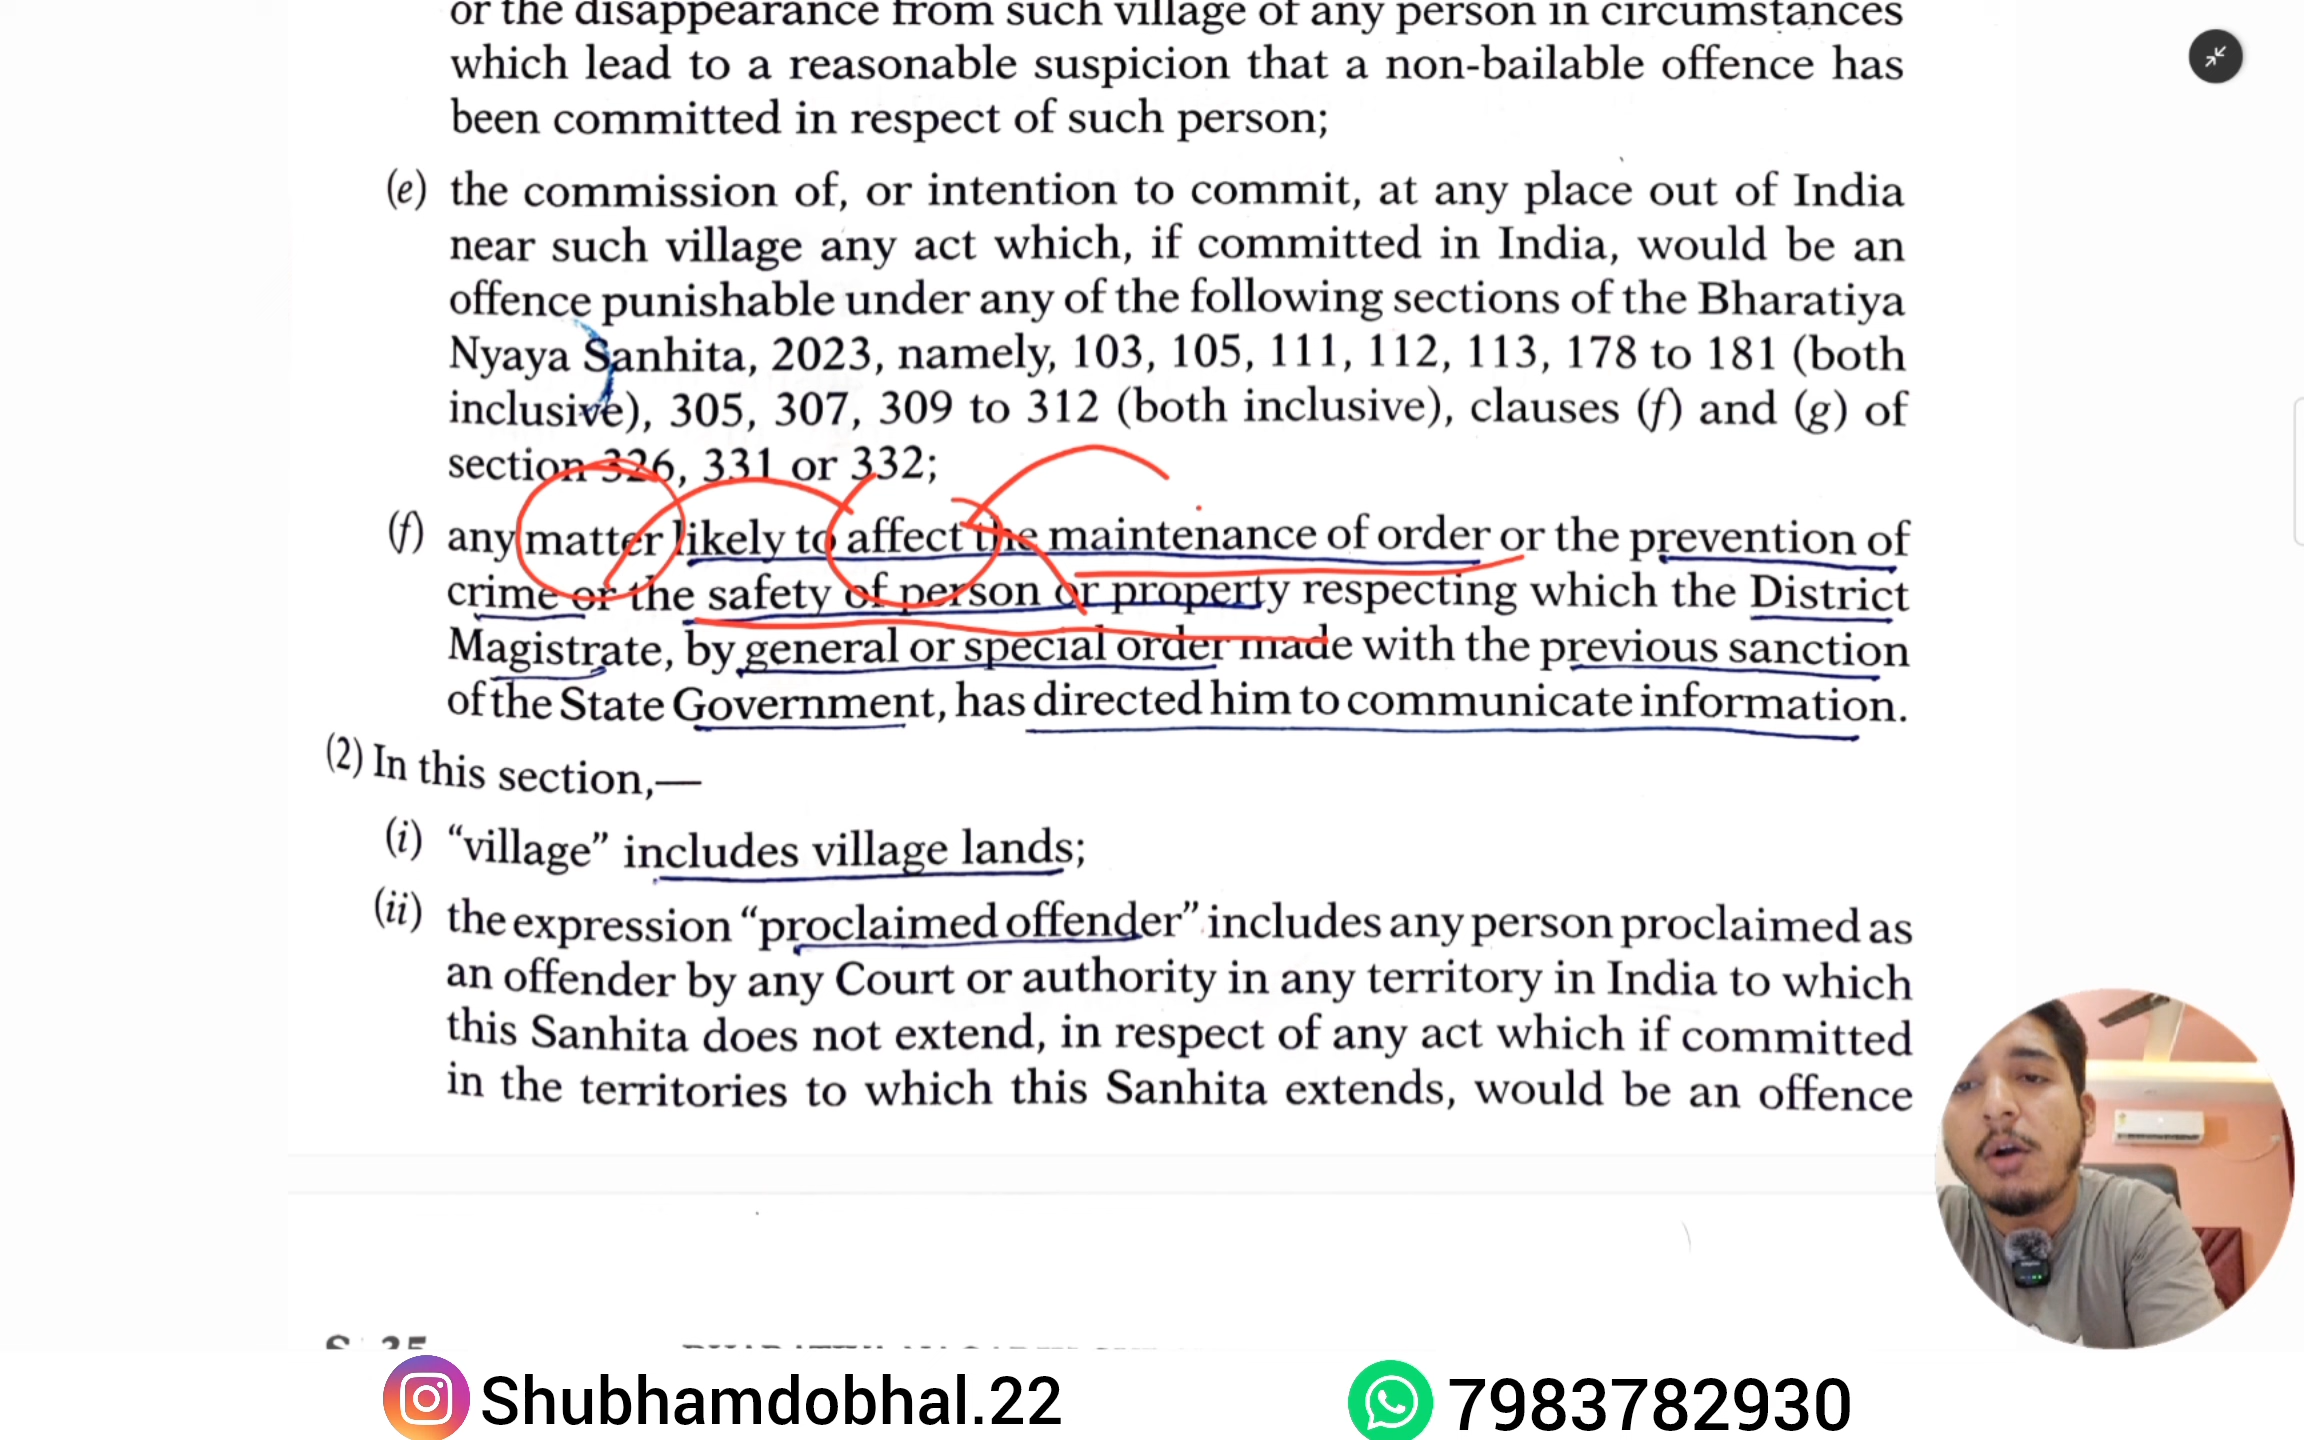 or the disappearance from such village of any person in circumstances
which lead to a reasonable suspicion that a non-bailable offence has
been committed in respect of such person;
(e) the commission of, or intention to commit, at any place out of India
near such village any act which, if committed in India, would be an
offence punishable under any of the following sections of the Bharatiya
Nyaya Sanhita, 2023, namely, 103, 105, 111, 112, 113, 178 to 181 (both
inclusive), 305, 307, 309 to 312 (both inclusive), clauses (f) and (g) of
section 326, 331 or 332;
(f) any matter likely to affect the maintenance of order or the prevention of
crime or the safety of person or property respecting which the District
Magistrate, by general or special order made with the previous sanction
of the State Government, has directed him to communicate information.
(2) In this section,—
(i) “village” includes village lands;
(ii) the expression “proclaimed offender” includes any person proclaimed as
an offender by any Court or authority in any territory in India to which
this Sanhita does not extend, in respect of any act which if committed
in the territories to which this Sanhita extends, would be an offence
Shubhamdobhal.22
7983782930